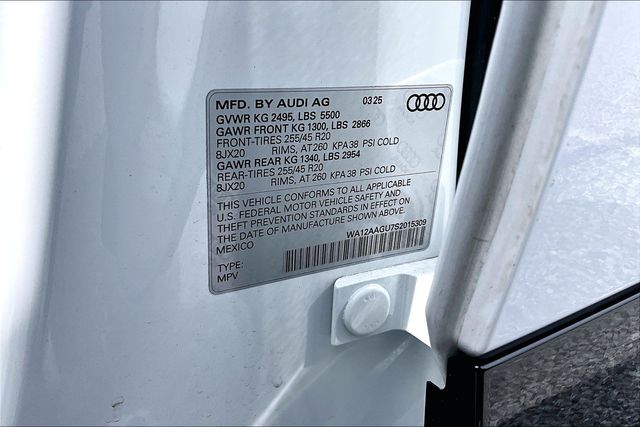 MFD. BY AUDI AG 03 25
GVWR KG 2495, LBS 5500
GAWR FRONT KG 1300, LBS 2866
FRONT-TIRES 255/45 R20
8JX20 RIMS, AT 260 KPA 38 PSI COLD
GAWR REAR KG 1340, LBS 2954
REAR-TIRES 255/45 R20
8JX20 RIMS, AT 260 KPA 38 PSI COLD
THIS VEHICLE CONFORMS TO ALL APPLICABLE
U.S. FEDERAL MOTOR VEHICLE SAFETY AND
THEFT PREVENTION STANDARDS IN EFFECT ON
THE DATE OF MANUFACTURE SHOWN ABOVE.
MEXICO WA12AAGU7S2015309
TYPE:
MPV